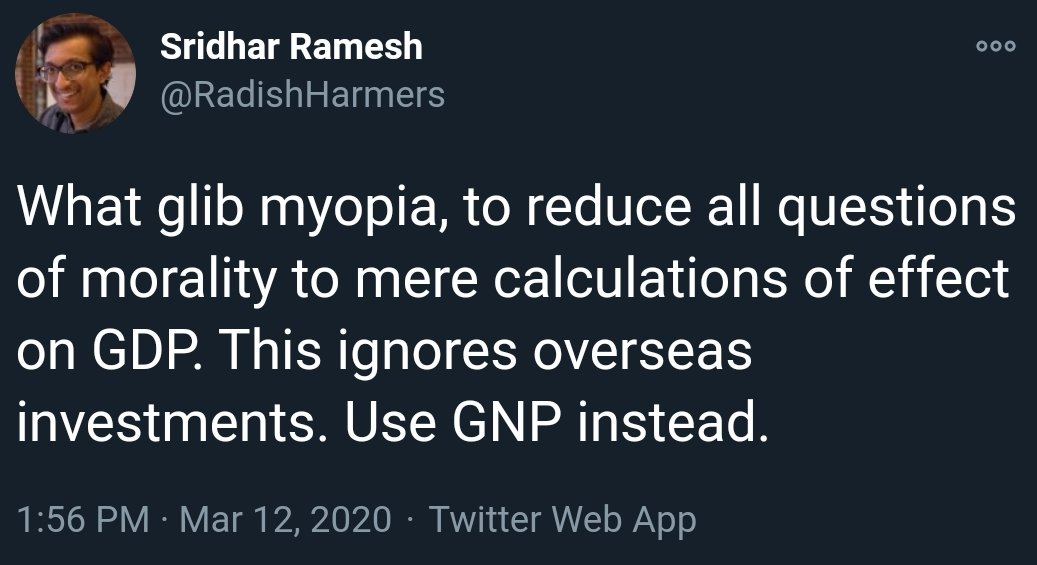 Sridhar Ramesh
@RadishHarmers
What glib myopia, to reduce all questions
of morality to mere calculations of effect
on GDP. This ignores overseas
investments. Use GNP instead.
1:56 PM · Mar 12, 2020 · Twitter Web App